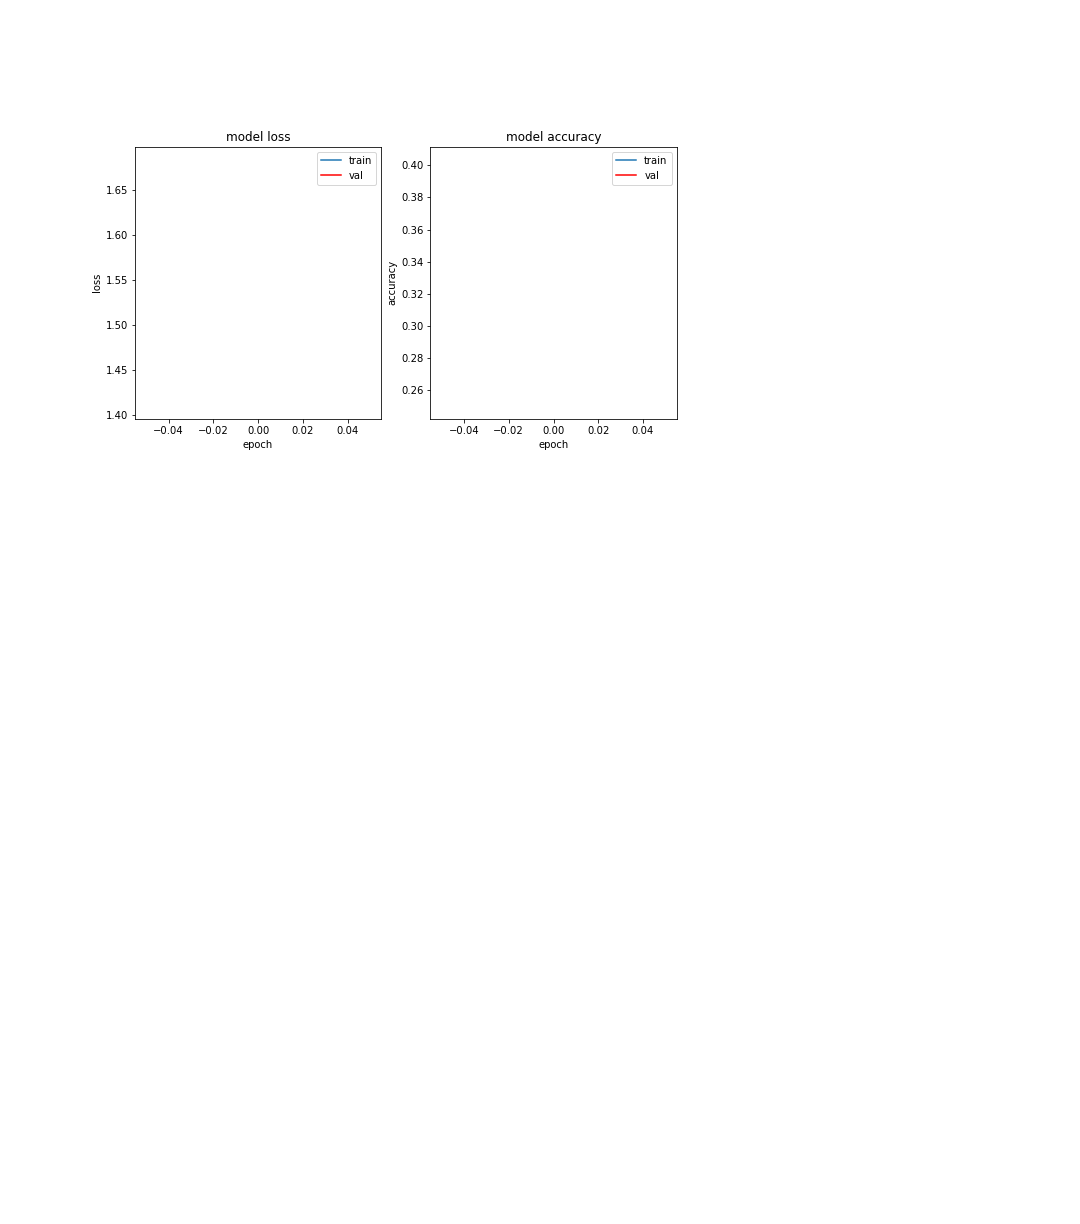 model loss
train
val
1.65
1.60
1.55
1.50
1.45
1.40
loss
−0.04 −0.02 0.00 0.02 0.04
epoch
model accuracy
train
val
0.40
0.38
0.36
0.34
0.32
0.30
0.28
0.26
accuracy
−0.04 −0.02 0.00 0.02 0.04
epoch